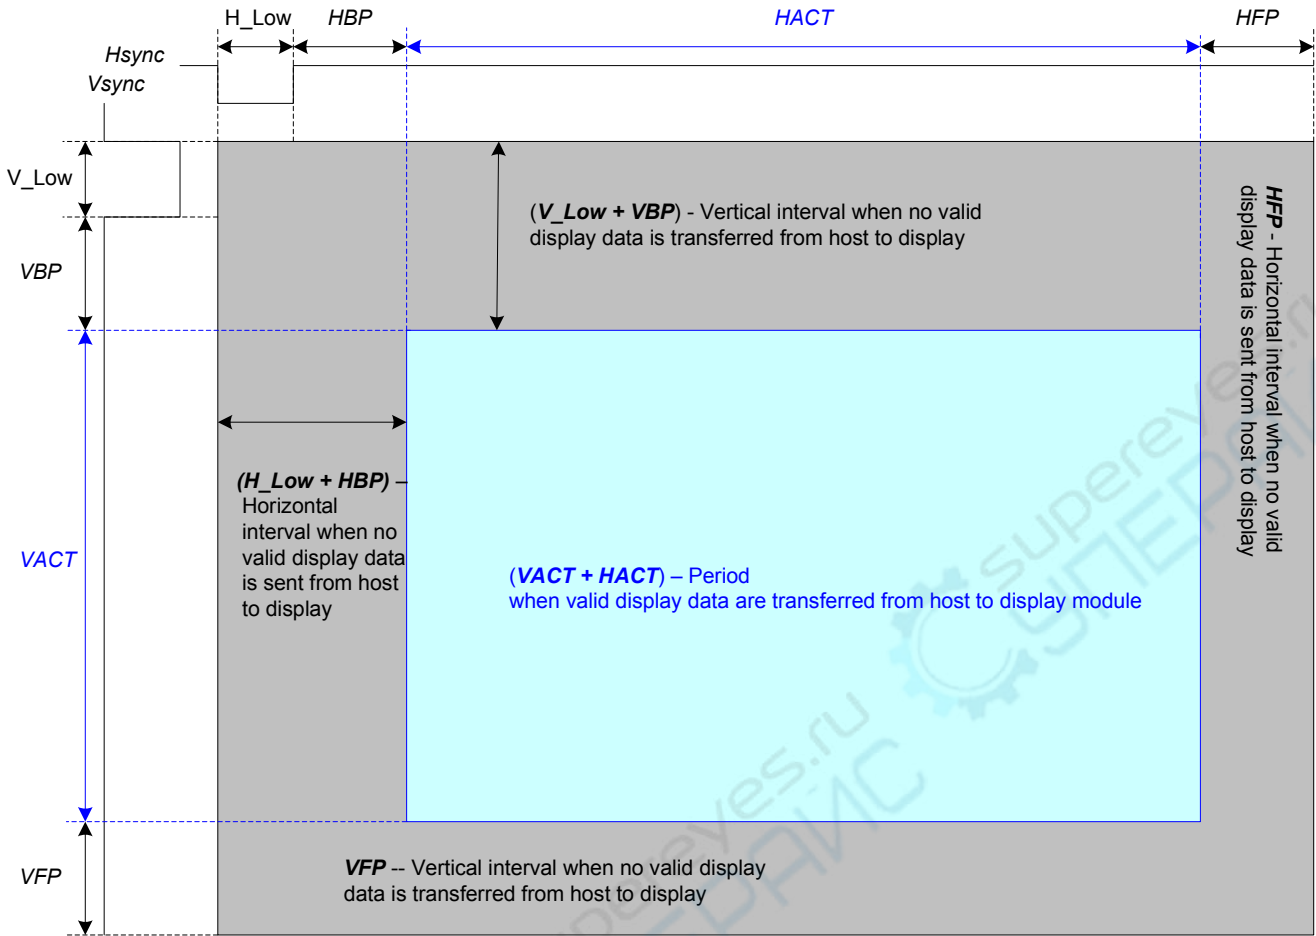 H_Low HBP HACT HFP
Hsync
Vsync
V_Low
VBP
VACT
VFP
(V_Low + VBP) - Vertical interval when no valid
display data is transferred from host to display
HFP - Horizontal interval when no valid
display data is sent from host to display
(H_Low + HBP) –
Horizontal
interval when no
valid display data
is sent from host
to display
(VACT + HACT) – Period
when valid display data are transferred from host to display module
VFP -- Vertical interval when no valid display
data is transferred from host to display
supereyes.ru
СУПЕРАЙС
supereyes.ru